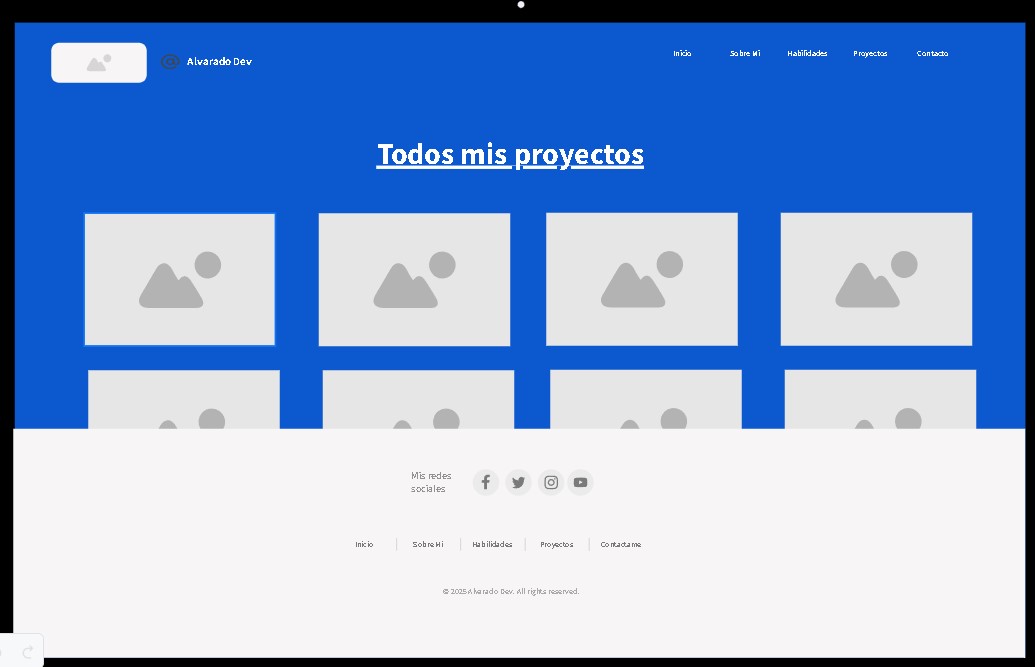 @ Alvarado Dev
Inicio
Sobre Mi
Habilidades
Proyectos
Contacto
Todos mis proyectos
Mis redes
sociales
Inicio
Sobre Mi
Habilidades
Proyectos
Contactame
© 2025 Alvarado Dev. All rights reserved.